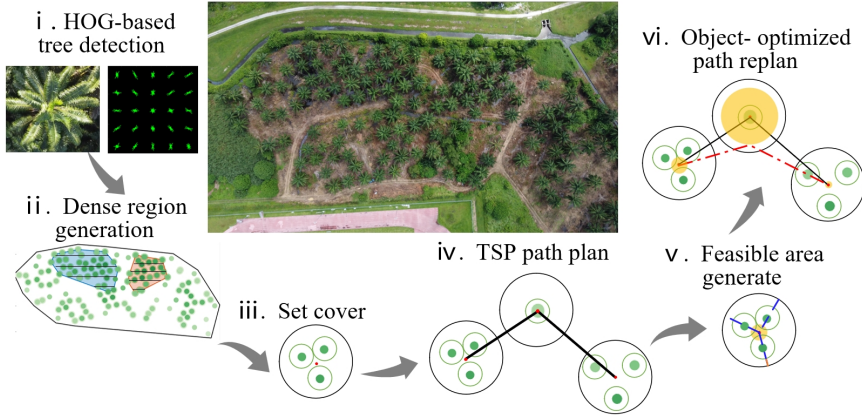 ⅰ. HOG-based
tree detection
ⅱ. Dense region
generation
ⅲ. Set cover
ⅳ. TSP path plan
ⅴ. Feasible area
generate
ⅵ. Object- optimized
path replan